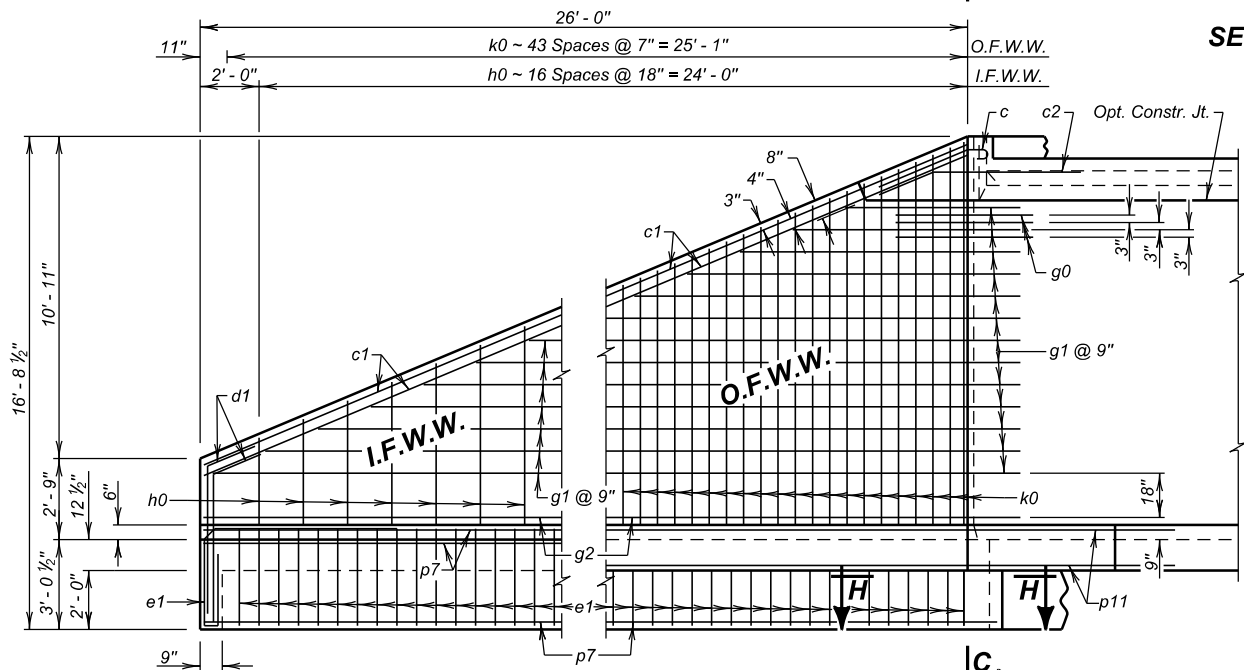 26' - 0"
SE
11"
k0 ~ 43 Spaces @ 7" = 25' - 1"
O.F.W.W.
2' - 0"
h0 ~ 16 Spaces @ 18" = 24' - 0"
I.F.W.W.
c
c2
Opt. Constr. Jt.
8"
4"
3"
c1
3"
3"
3"
g0
10' - 11"
16' - 8 ½"
c1
g1 @ 9"
O.F.W.W.
d1
I.F.W.W.
2' - 9"
12 ½"
6"
h0
g1 @ 9"
k0
18"
g2
p7
9"
3' - 0 ½"
2' - 0"
e1
e1
H
H
p11
p7
9"
C